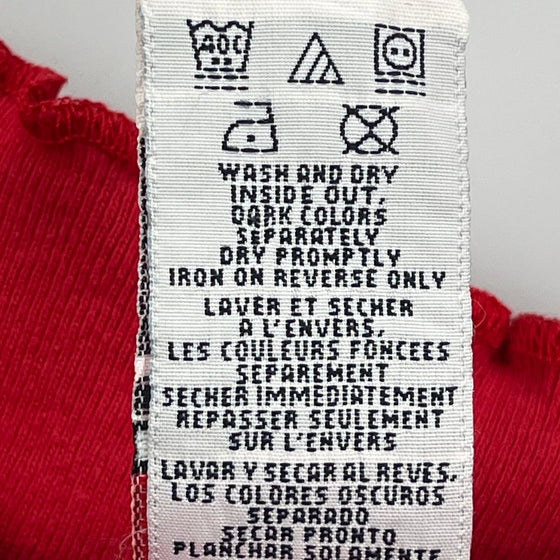 40C
WASH AND DRY
INSIDE OUT,
DARK COLORS
SEPARATELY
DRY PROMPTLY
IRON ON REVERSE ONLY
LAVER ET SECHER
A L'ENVERS,
LES COULEURS FONCEES
SEPAREMENT
SECHER IMMEDIATEMENT
REPASSER SEULEMENT
SUR L'ENVERS
LAVAR Y SECAR AL REVES,
LOS COLORES OSCUROS
SEPARADO
SECAR PRONTO
PLANCHAR SOLAMENTE